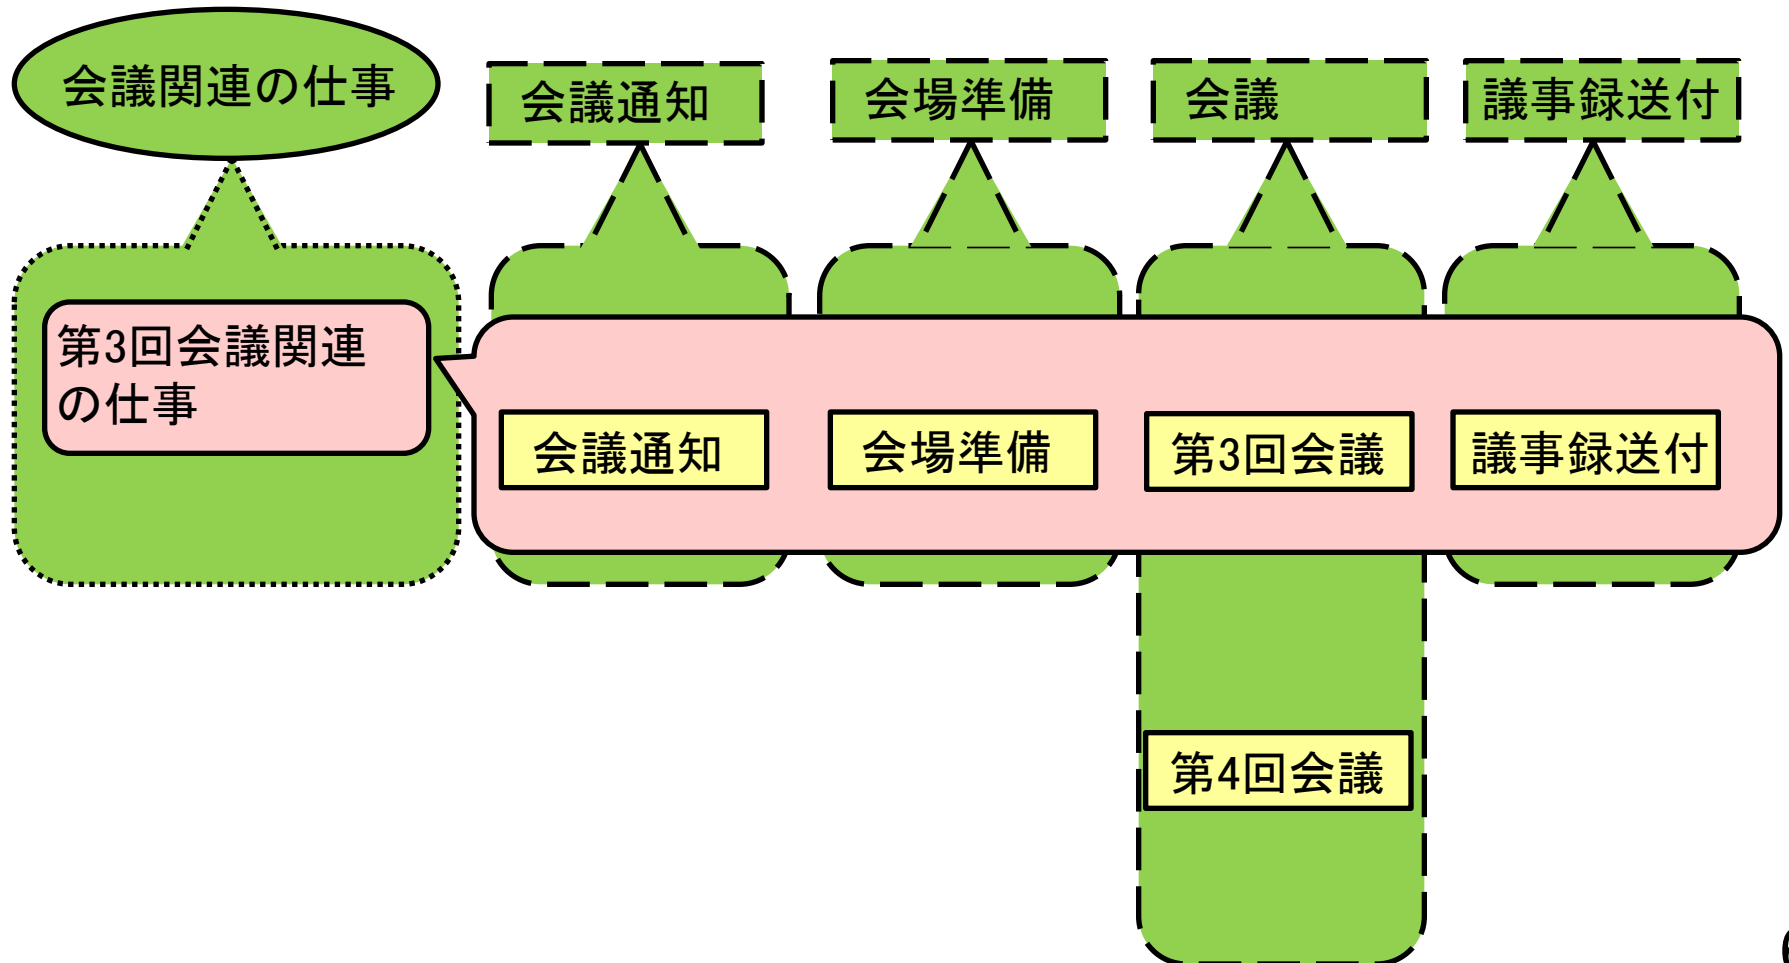 会議関連の仕事
会議通知
会場準備
会議
議事録送付
第3回会議関連
の仕事
会議通知
会場準備
第3回会議
議事録送付
第4回会議